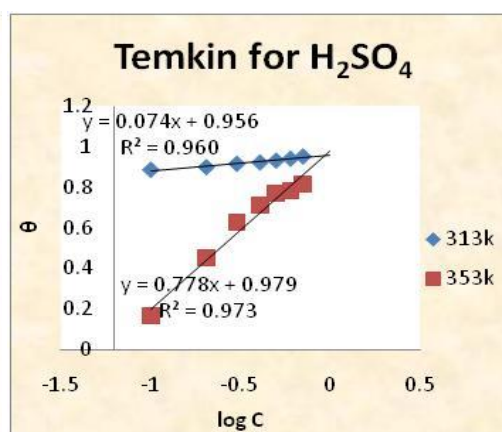 Temkin for H₂SO₄
1.2
y = 0.074x + 0.956
1
R² = 0.960
0.8
0.6
θ
313k
353k
0.4
y = 0.778x + 0.979
0.2
R² = 0.973
0
-1.5 -1 -0.5 0 0.5
log C